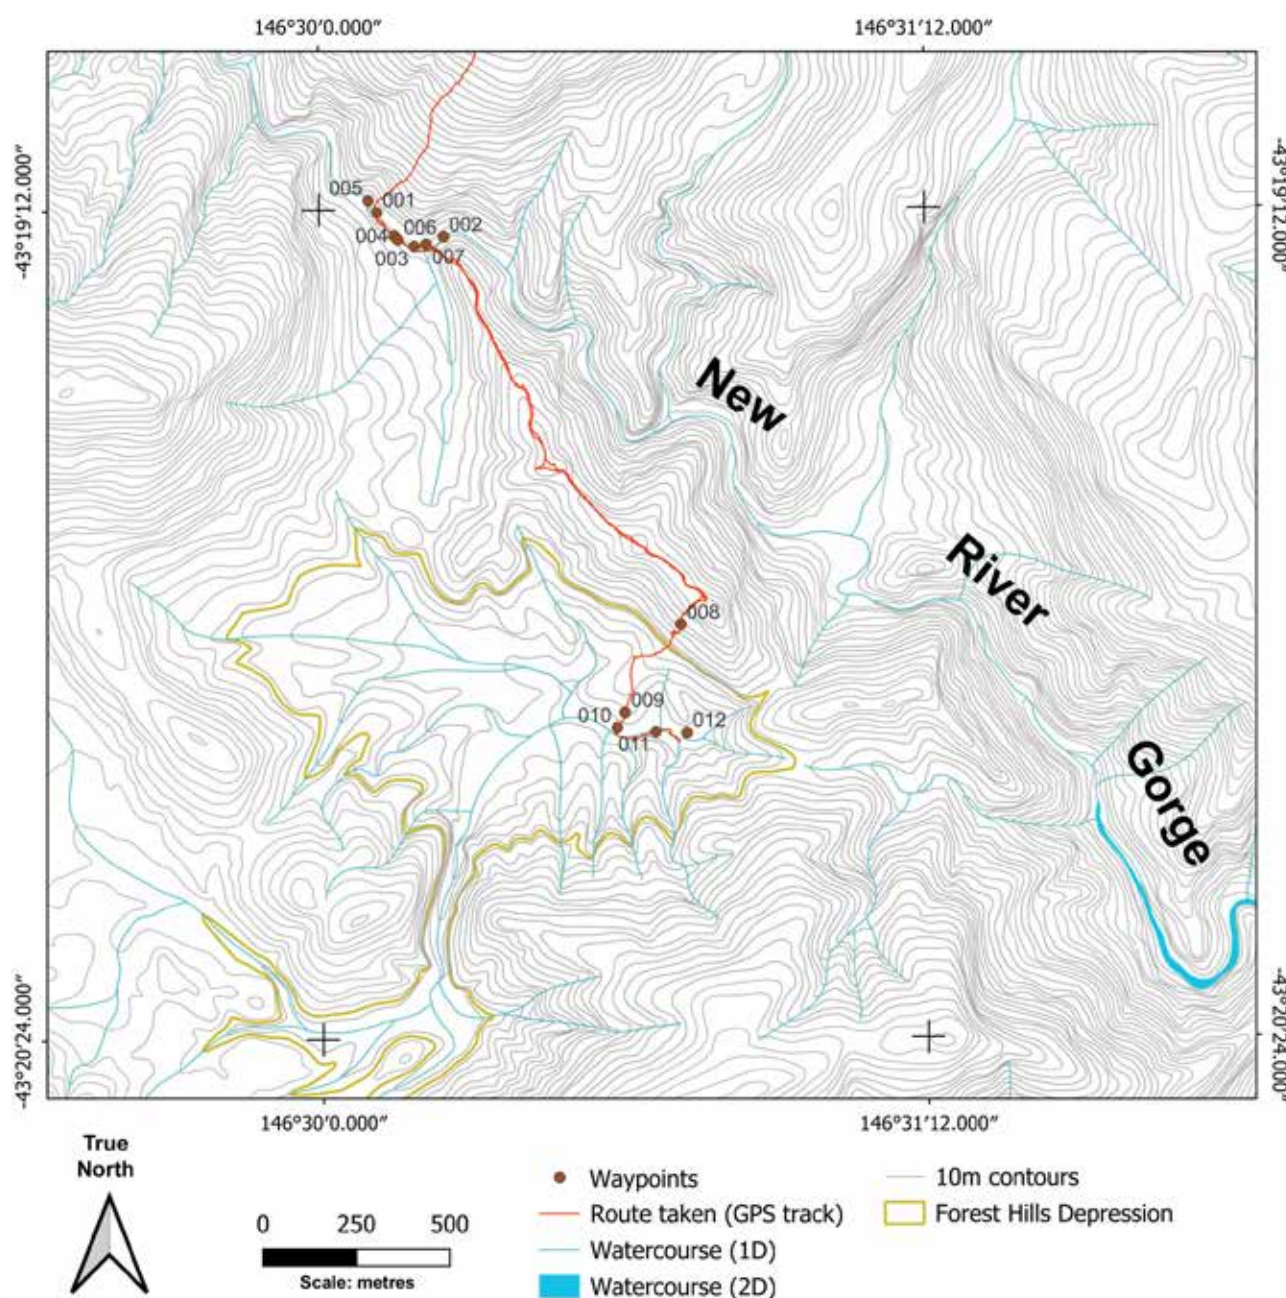 146°30′0.000″ 146°31′12.000″
-43°19′12.000″
-43°19′12.000″
005
001
004
006
002
003
007
New
River
008
009
010
012
011
Gorge
-43°20′24.000″
-43°20′24.000″
146°30′0.000″ 146°31′12.000″
True
North
0 250 500
Scale: metres
Waypoints
Route taken (GPS track)
Watercourse (1D)
Watercourse (2D)
10m contours
Forest Hills Depression